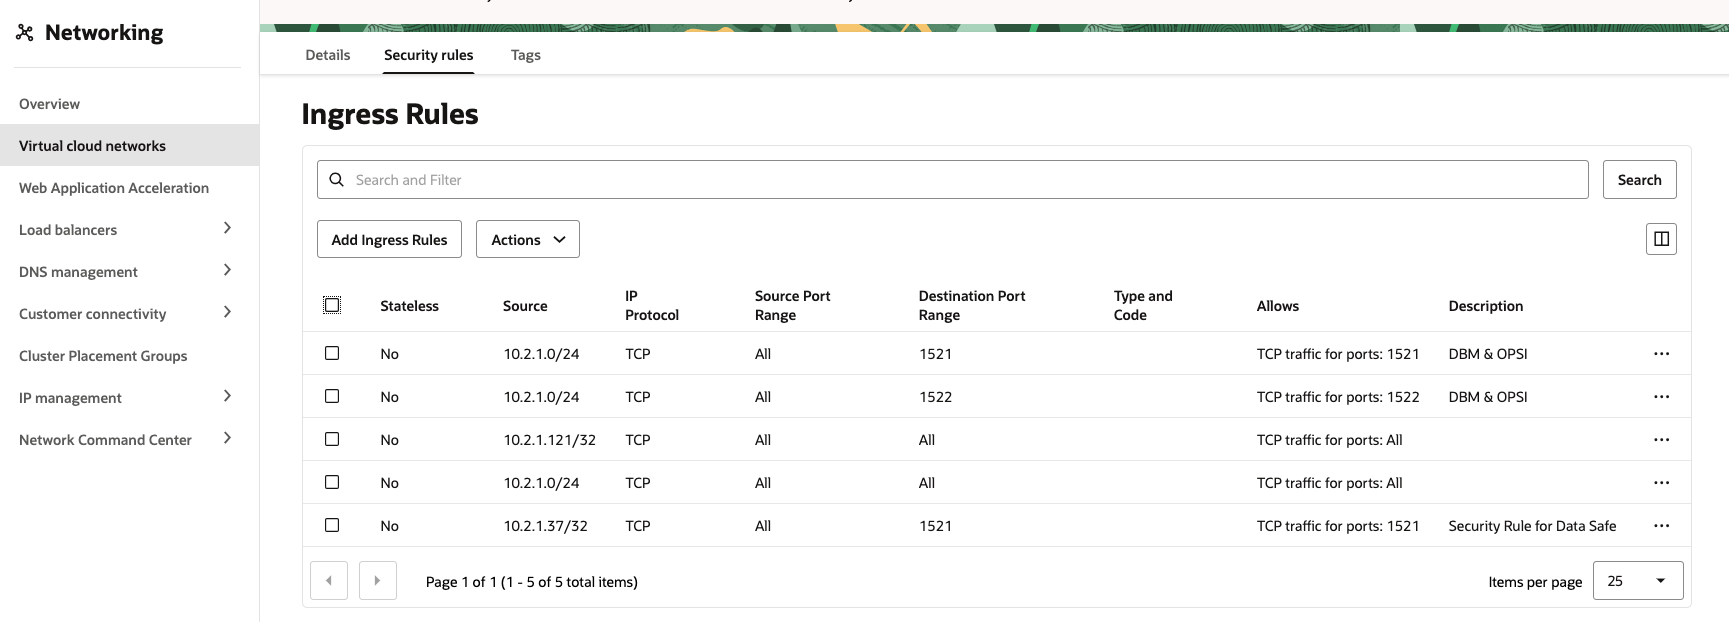 Networking
Overview
Virtual cloud networks
Web Application Acceleration
Load balancers
DNS management
Customer connectivity
Cluster Placement Groups
IP management
Network Command Center
Details Security rules Tags
Ingress Rules
Search and Filter Search
Add Ingress Rules Actions
Stateless Source IP Protocol Source Port Range Destination Port Range Type and Code Allows Description
No 10.2.1.0/24 TCP All 1521 TCP traffic for ports: 1521 DBM & OPSI ...
No 10.2.1.0/24 TCP All 1522 TCP traffic for ports: 1522 DBM & OPSI ...
No 10.2.1.121/32 TCP All All TCP traffic for ports: All ...
No 10.2.1.0/24 TCP All All TCP traffic for ports: All ...
No 10.2.1.37/32 TCP All 1521 TCP traffic for ports: 1521 Security Rule for Data Safe ...
Page 1 of 1 (1 - 5 of 5 total items) Items per page 25